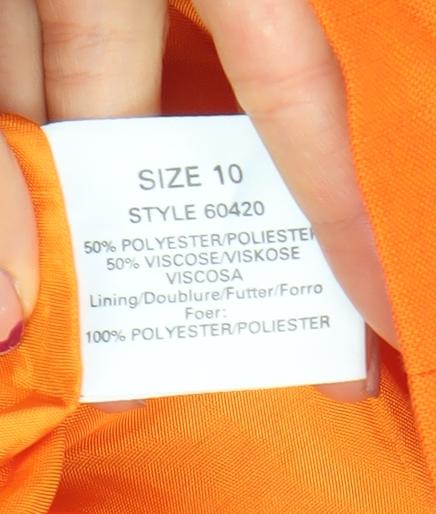 SIZE 10
STYLE 60420
50% POLYESTER/POLIESTER
50% VISCOSE/VISKOSE
VISCOSA
Lining/Doublure/Futter/Forro
Foer:
100% POLYESTER/POLIESTER